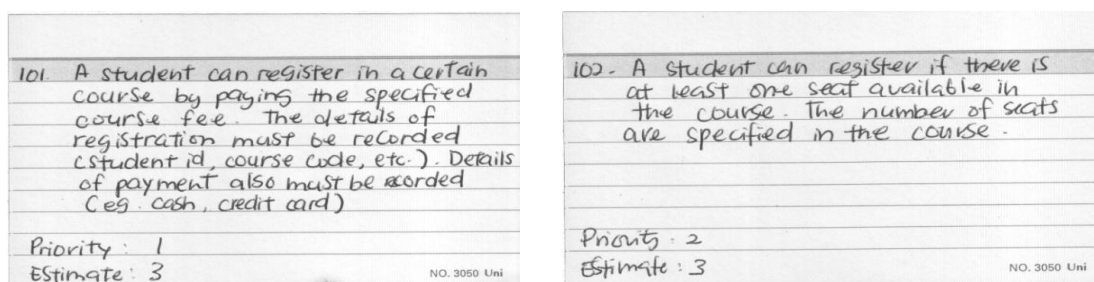 101. A student can register in a certain
course by paying the specified
course fee. The details of
registration must be recorded
(student id, course code, etc.). Details
of payment also must be recorded
(eg. cash, credit card)
Priority: 1
Estimate: 3
NO. 3050 Uni
102. A student can register if there is
at least one seat available in
the course. The number of seats
are specified in the course.
Priority: 2
Estimate: 3
NO. 3050 Uni